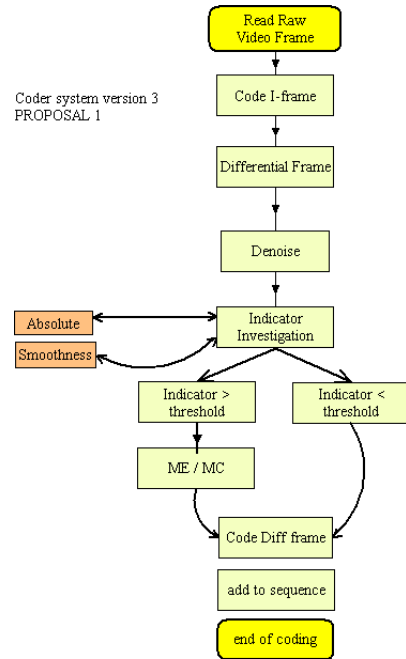 Read Raw
Video Frame
Coder system version 3
PROPOSAL 1
Code I-frame
Differential Frame
Denoise
Absolute
Smoothness
Indicator
Investigation
Indicator >
threshold
Indicator <
threshold
ME / MC
Code Diff frame
add to sequence
end of coding